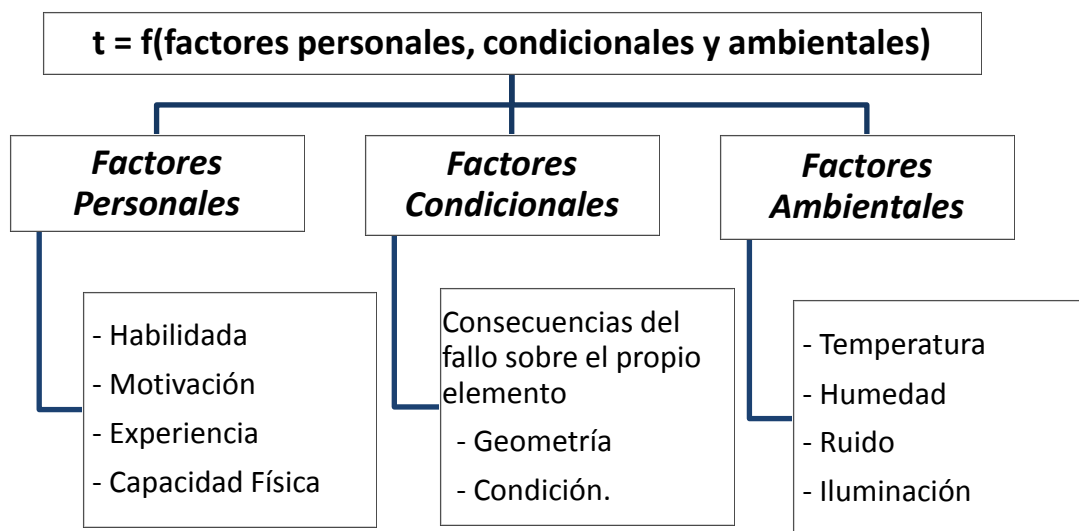 t = f(factores personales, condicionales y ambientales)
Factores
Personales
Factores
Condicionales
Factores
Ambientales
- Habilidada
- Motivación
- Experiencia
- Capacidad Física
Consecuencias del
fallo sobre el propio
elemento
- Geometría
- Condición.
- Temperatura
- Humedad
- Ruido
- Iluminación